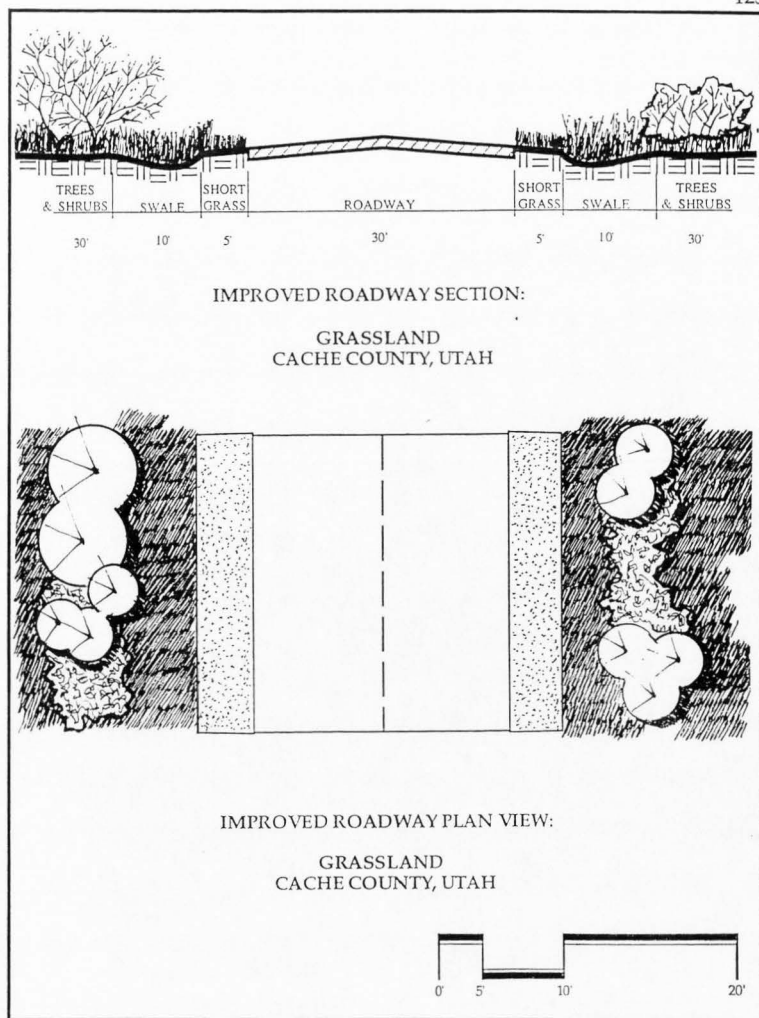 TREES & SHRUBS SWALE SHORT GRASS ROADWAY SHORT GRASS SWALE TREES & SHRUBS
30' 10' 5' 30' 5' 10' 30'
IMPROVED ROADWAY SECTION:
GRASSLAND
CACHE COUNTY, UTAH
IMPROVED ROADWAY PLAN VIEW:
GRASSLAND
CACHE COUNTY, UTAH
0' 5' 10' 20'